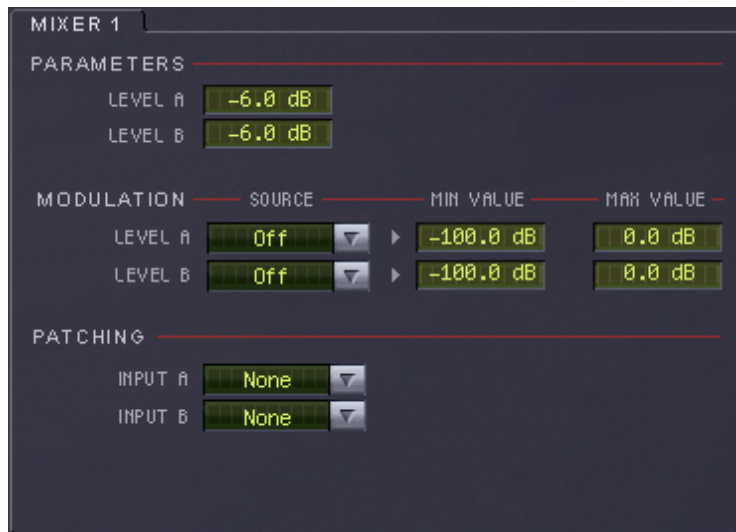 MIXER 1
PARAMETERS
LEVEL A -6.0 dB
LEVEL B -6.0 dB
MODULATION SOURCE MIN VALUE MAX VALUE
LEVEL A Off -100.0 dB 0.0 dB
LEVEL B Off -100.0 dB 0.0 dB
PATCHING
INPUT A None
INPUT B None